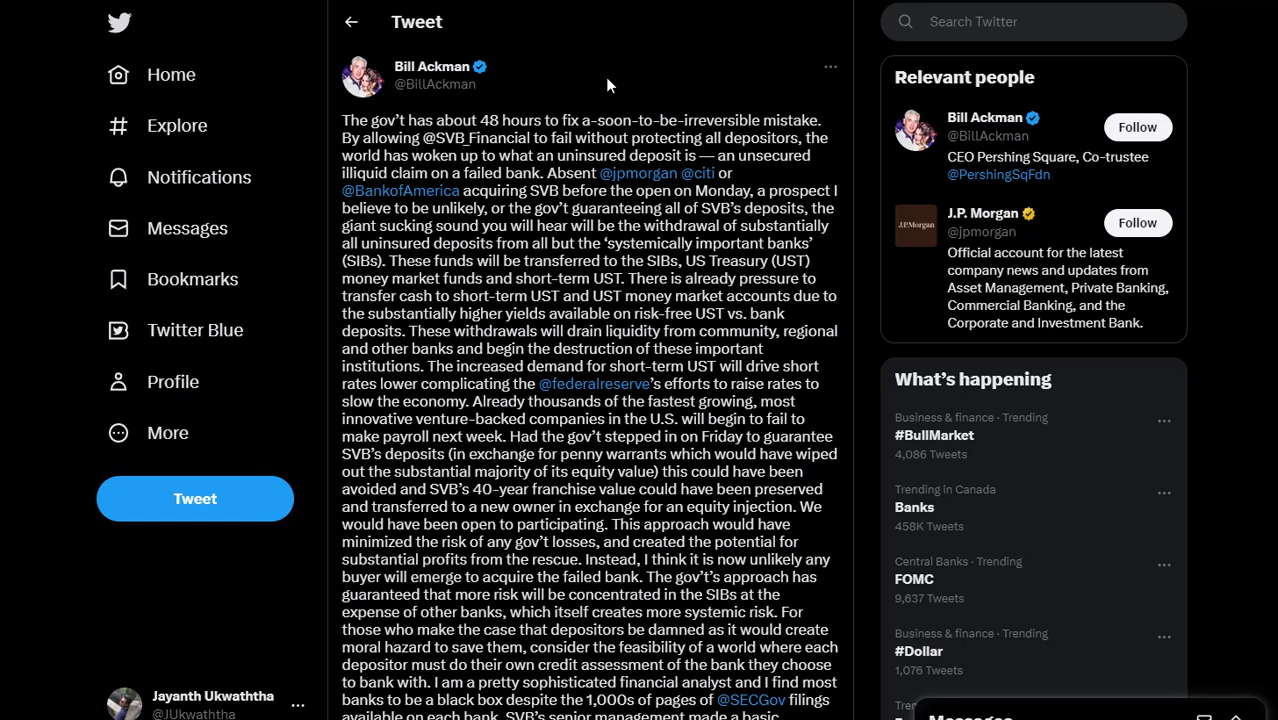 Tweet
Search Twitter
Home
Explore
Notifications
Messages
Bookmarks
Twitter Blue
Profile
More
Tweet
Jayanth Ukwaththa
@JUkwaththa
Bill Ackman
@BillAckman
The gov't has about 48 hours to fix a-soon-to-be-irreversible mistake.
By allowing @SVB_Financial to fail without protecting all depositors, the
world has woken up to what an uninsured deposit is — an unsecured
illiquid claim on a failed bank. Absent @jpmorgan @citi or
@BankofAmerica acquiring SVB before the open on Monday, a prospect I
believe to be unlikely, or the gov't guaranteeing all of SVB's deposits, the
giant sucking sound you will hear will be the withdrawal of substantially
all uninsured deposits from all but the 'systemically important banks'
(SIBs). These funds will be transferred to the SIBs, US Treasury (UST)
money market funds and short-term UST. There is already pressure to
transfer cash to short-term UST and UST money market accounts due to
the substantially higher yields available on risk-free UST vs. bank
deposits. These withdrawals will drain liquidity from community, regional
and other banks and begin the destruction of these important
institutions. The increased demand for short-term UST will drive short
rates lower complicating the @federalreserve's efforts to raise rates to
slow the economy. Already thousands of the fastest growing, most
innovative venture-backed companies in the U.S. will begin to fail to
make payroll next week. Had the gov't stepped in on Friday to guarantee
SVB's deposits (in exchange for penny warrants which would have wiped
out the substantial majority of its equity value) this could have been
avoided and SVB's 40-year franchise value could have been preserved
and transferred to a new owner in exchange for an equity injection. We
would have been open to participating. This approach would have
minimized the risk of any gov't losses, and created the potential for
substantial profits from the rescue. Instead, I think it is now unlikely any
buyer will emerge to acquire the failed bank. The gov't's approach has
guaranteed that more risk will be concentrated in the SIBs at the
expense of other banks, which itself creates more systemic risk. For
those who make the case that depositors be damned as it would create
moral hazard to save them, consider the feasibility of a world where each
depositor must do their own credit assessment of the bank they choose
to bank with. I am a pretty sophisticated financial analyst and I find most
banks to be a black box despite the 1,000s of pages of @SECGov filings
available on each bank. SVB's senior management made a basic
Relevant people
Bill Ackman
@BillAckman
Follow
CEO Pershing Square, Co-trustee
@PershingSqFdn
J.P.Morgan
J.P. Morgan
@jpmorgan
Follow
Official account for the latest
company news and updates from
Asset Management, Private Banking,
Commercial Banking, and the
Corporate and Investment Bank.
What's happening
Business & finance · Trending
#BullMarket
4,086 Tweets
Trending in Canada
Banks
458K Tweets
Central Banks · Trending
FOMC
9,637 Tweets
Business & finance · Trending
#Dollar
1,076 Tweets
Messages